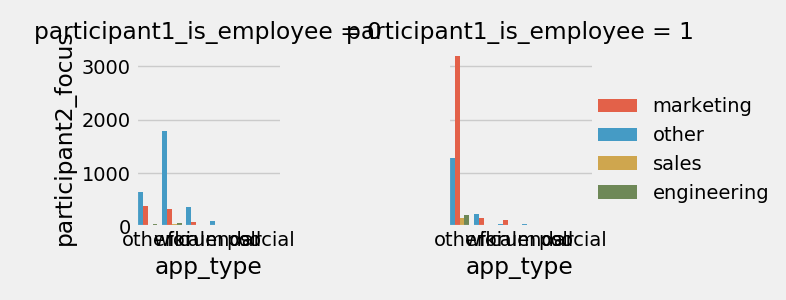 participant1_is_employee = 0
participant1_is_employee = 1
participant2_focus
3000
2000
1000
0
app_type
app_type
marketing
other
sales
engineering